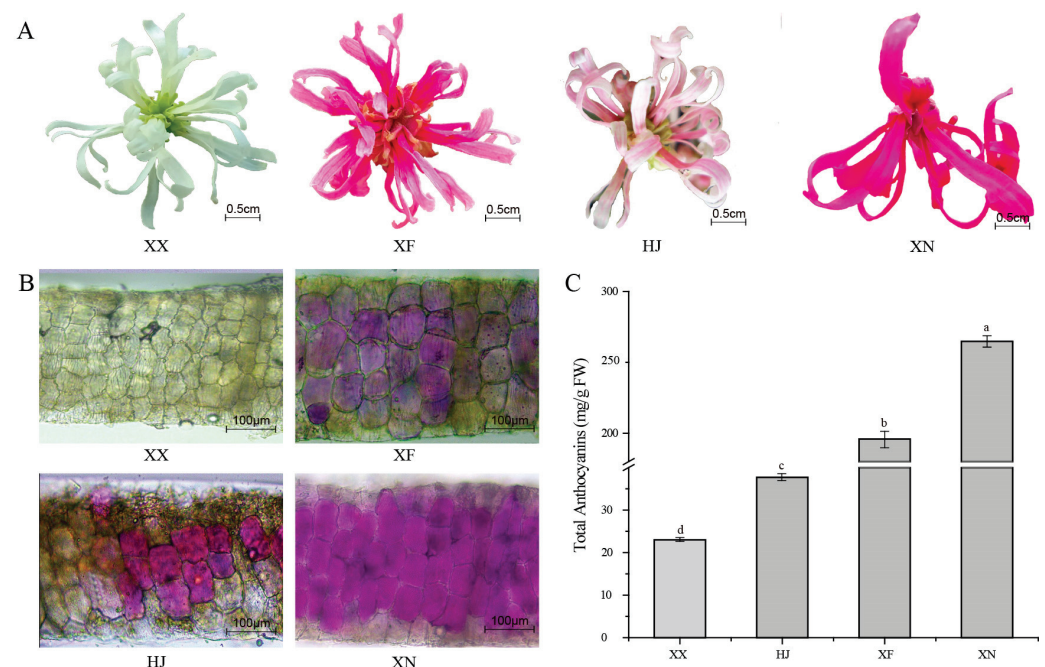 A
0.5cm
0.5cm
0.5cm
0.5cm
XX
XF
HJ
XN
B
100μm
100μm
XX
XF
100μm
100μm
HJ
XN
C
Total Anthocyanins (mg/g FW)
300
250
200
30
20
10
0
a
b
c
d
XX
HJ
XF
XN